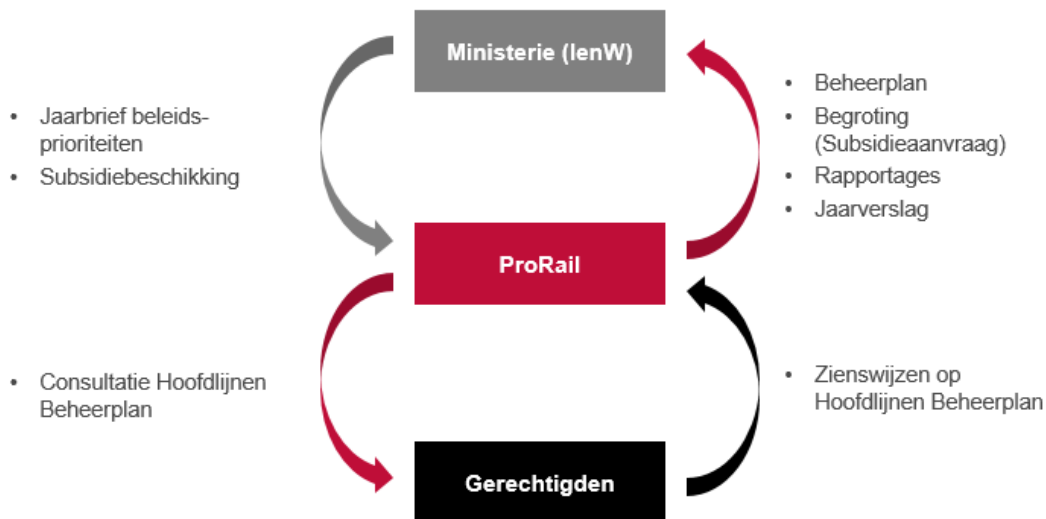 Ministerie (IenW)
• Jaarbrief beleids-
prioriteiten
• Subsidiebeschikking
• Beheerplan
• Begroting
(Subsidieaanvraag)
• Rapportages
• Jaarverslag
ProRail
• Consultatie Hoofdlijnen
Beheerplan
• Zienswijzen op
Hoofdlijnen Beheerplan
Gerechtigden